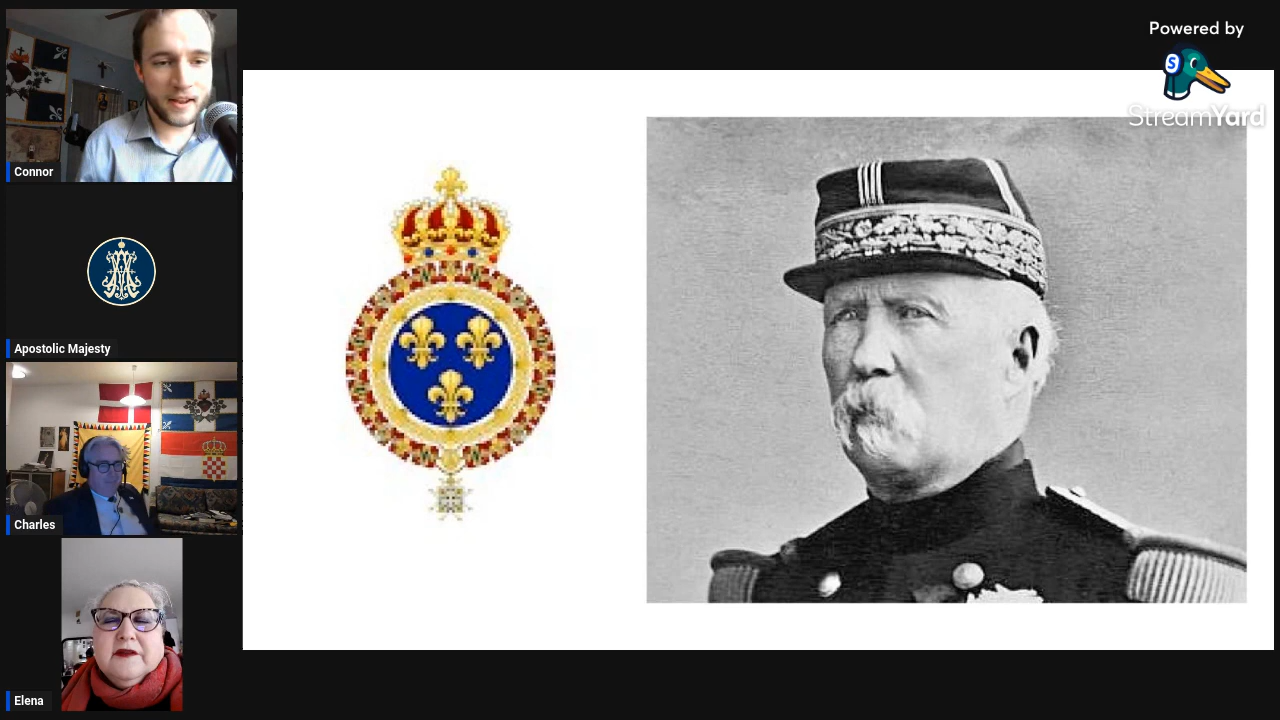 Powered by
StreamYard
Connor
Apostolic Majesty
Charles
Elena